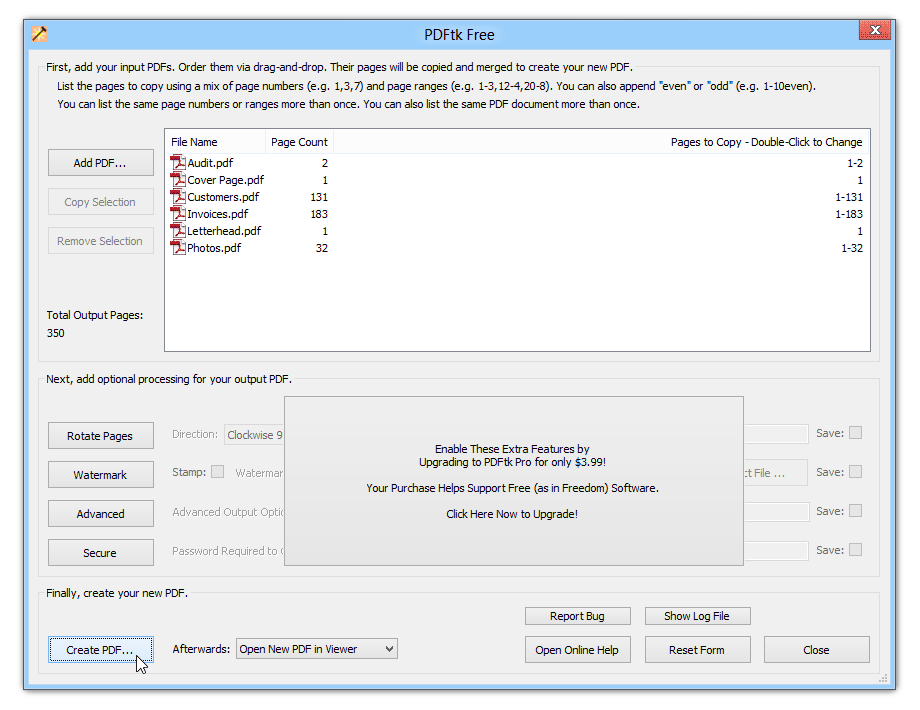 PDFtk Free
First, add your input PDFs. Order them via drag-and-drop. Their pages will be copied and merged to create your new PDF.
List the pages to copy using a mix of page numbers (e.g. 1,3,7) and page ranges (e.g. 1-3,12-4,20-8). You can also append "even" or "odd" (e.g. 1-10even).
You can list the same page numbers or ranges more than once. You can also list the same PDF document more than once.
Add PDF...
Copy Selection
Remove Selection
Total Output Pages:
350
File Name Page Count Pages to Copy - Double-Click to Change
Audit.pdf 2 1-2
Cover Page.pdf 1 1
Customers.pdf 131 1-131
Invoices.pdf 183 1-183
Letterhead.pdf 1 1
Photos.pdf 32 1-32
Next, add optional processing for your output PDF.
Rotate Pages Direction: Clockwise 9 Save:
Watermark Stamp: Watermar ct File ... Save:
Advanced Advanced Output Optio Save:
Secure Password Required to O Save:
Enable These Extra Features by
Upgrading to PDFtk Pro for only $3.99!
Your Purchase Helps Support Free (as in Freedom) Software.
Click Here Now to Upgrade!
Finally, create your new PDF.
Report Bug Show Log File
Create PDF... Afterwards: Open New PDF in Viewer Open Online Help Reset Form Close